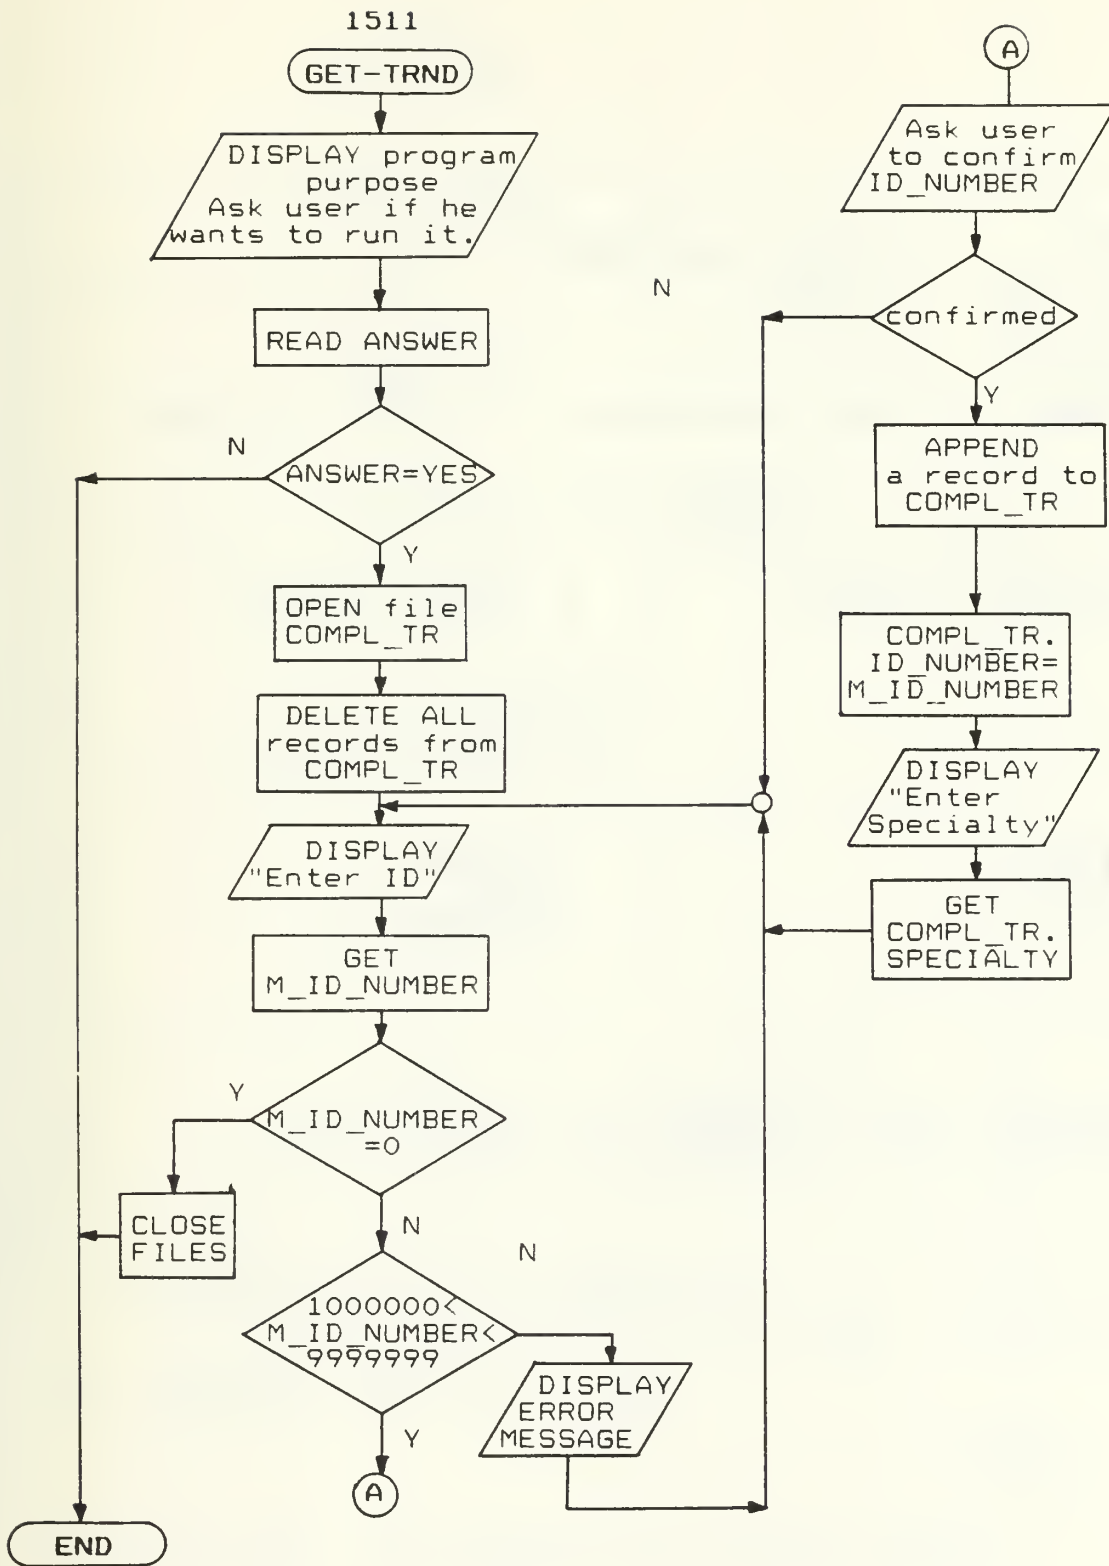 1511
GET-TRND
DISPLAY program
purpose
Ask user if he
wants to run it.
READ ANSWER
N
ANSWER=YES
Y
OPEN file
COMPL_TR
DELETE ALL
records from
COMPL_TR
DISPLAY
"Enter ID"
GET
M_ID_NUMBER
Y
M_ID_NUMBER
=0
CLOSE
FILES
N
N
1000000<
M_ID_NUMBER<
9999999
DISPLAY
ERROR
MESSAGE
Y
A
END
A
Ask user
to confirm
ID_NUMBER
N
confirmed
Y
APPEND
a record to
COMPL_TR
COMPL_TR.
ID_NUMBER=
M_ID_NUMBER
DISPLAY
"Enter
Specialty"
GET
COMPL_TR.
SPECIALTY